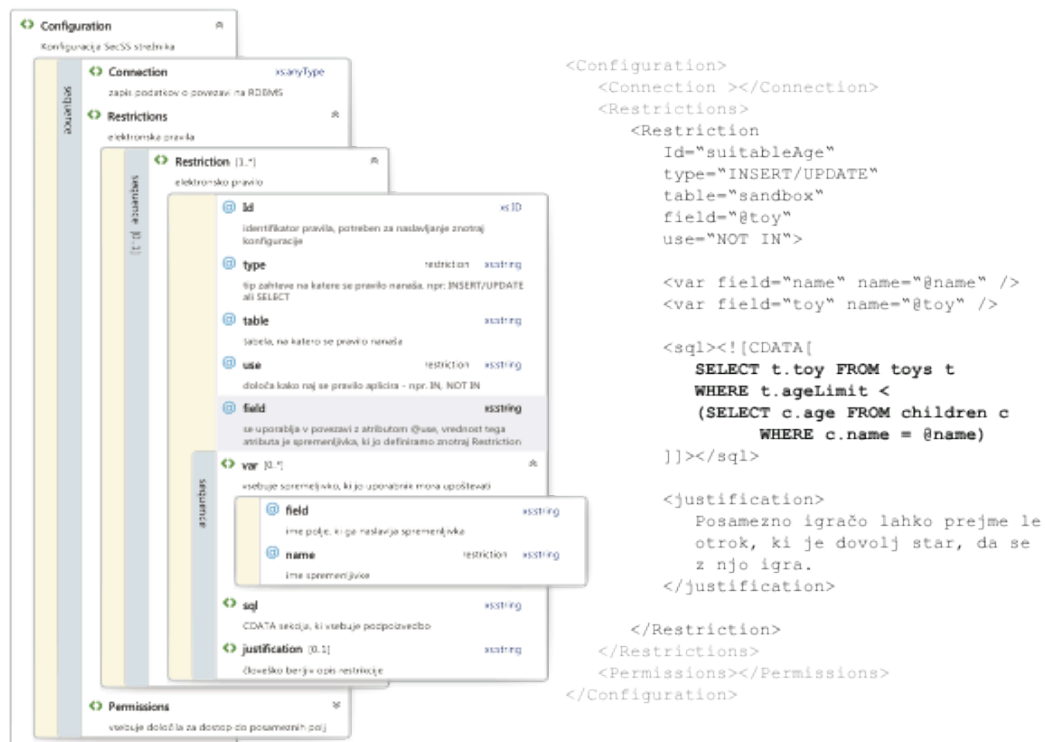 Configuration
Konfiguracija SecSS strežnika
sequence
Connection xs:anyType
zapis podatkov o povezavi na RDBMS
Restrictions
elektronska pravila
sequence [0..1]
Restriction [1..*]
elektronsko pravilo
Id xs:ID
identifikator pravila, potreben za naslavljanje znotraj
konfiguracije
type restriction xs:string
tip zahteve na katere se pravilo nanaša. npr. INSERT/UPDATE
ali SELECT
table xs:string
tabela, na katero se pravilo nanaša
use restriction xs:string
določa kako naj se pravilo aplicira - npr. IN, NOT IN
field xs:string
se uporablja v povezavi z atributom @use, vrednost tega
atributa je spremenljivka, ki jo definiramo znotraj Restriction
sequence
var [0..*]
vsebuje spremeljivko, ki jo uporabnik mora upoštevati
field xs:string
ime polje, ki ga naslavlja spremenljivka
name restriction xs:string
ime spremenljivke
sql xs:string
CDATA sekcija, ki vsebuje podpoizvedbo
justification [0..1] xs:string
človeško berljiv opis restrikcije
Permissions
vsebuje določila za dostop do posameznih polj
<Configuration>
<Connection ></Connection>
<Restrictions>
<Restriction
Id="suitableAge"
type="INSERT/UPDATE"
table="sandbox"
field="@toy"
use="NOT IN">
<var field="name" name="@name" />
<var field="toy" name="@toy" />
<sql><![CDATA[
SELECT t.toy FROM toys t
WHERE t.ageLimit <
(SELECT c.age FROM children c
WHERE c.name = @name)
]]></sql>
<justification>
Posamezno igračo lahko prejme le
otrok, ki je dovolj star, da se
z njo igra.
</justification>
</Restriction>
</Restrictions>
<Permissions></Permissions>
</Configuration>